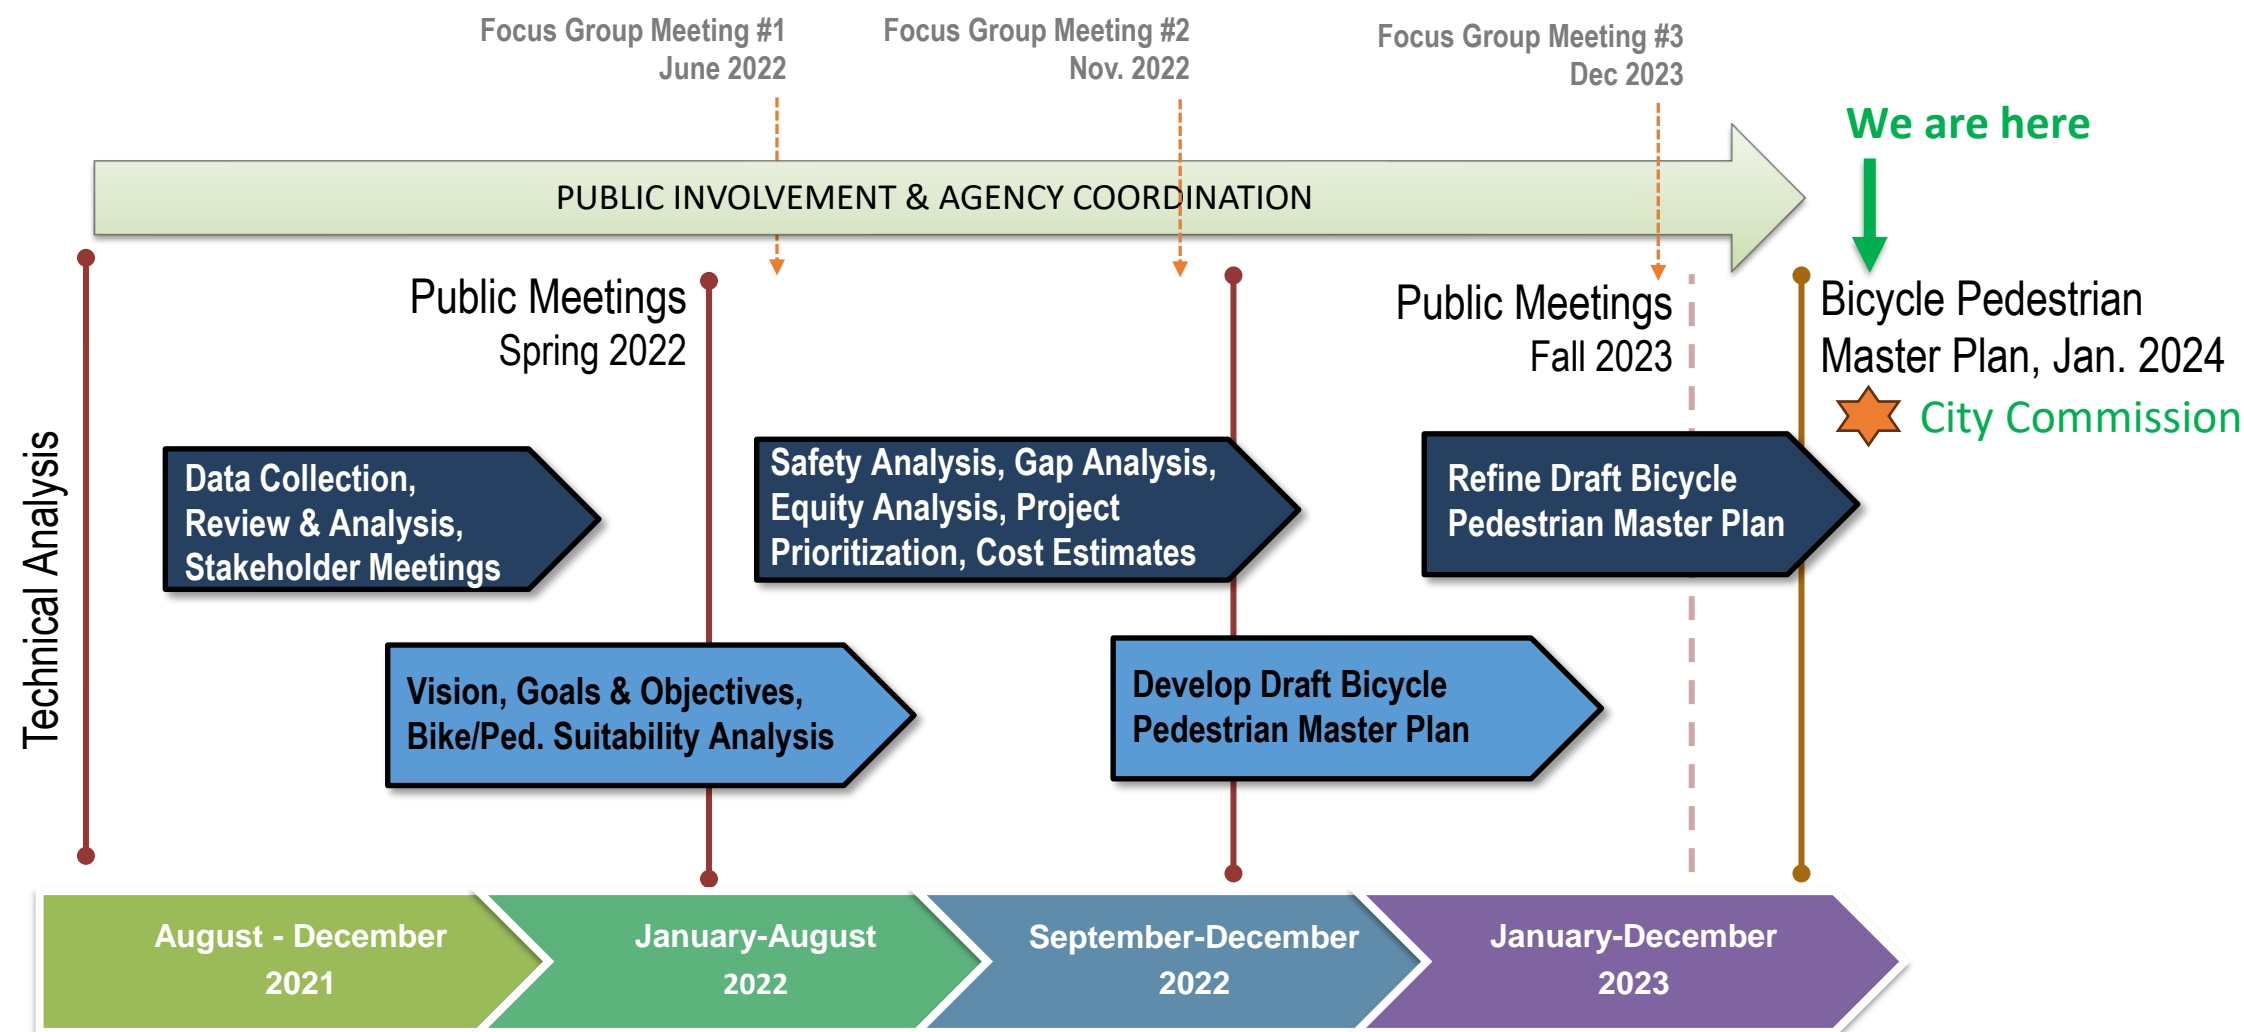 Focus Group Meeting #1
June 2022
Focus Group Meeting #2
Nov. 2022
Focus Group Meeting #3
Dec 2023
We are here
PUBLIC INVOLVEMENT & AGENCY COORDINATION
Public Meetings
Spring 2022
Public Meetings
Fall 2023
Bicycle Pedestrian
Master Plan, Jan. 2024
City Commission
Technical Analysis
Data Collection,
Review & Analysis,
Stakeholder Meetings
Safety Analysis, Gap Analysis,
Equity Analysis, Project
Prioritization, Cost Estimates
Refine Draft Bicycle
Pedestrian Master Plan
Vision, Goals & Objectives,
Bike/Ped. Suitability Analysis
Develop Draft Bicycle
Pedestrian Master Plan
August - December
2021
January-August
2022
September-December
2022
January-December
2023